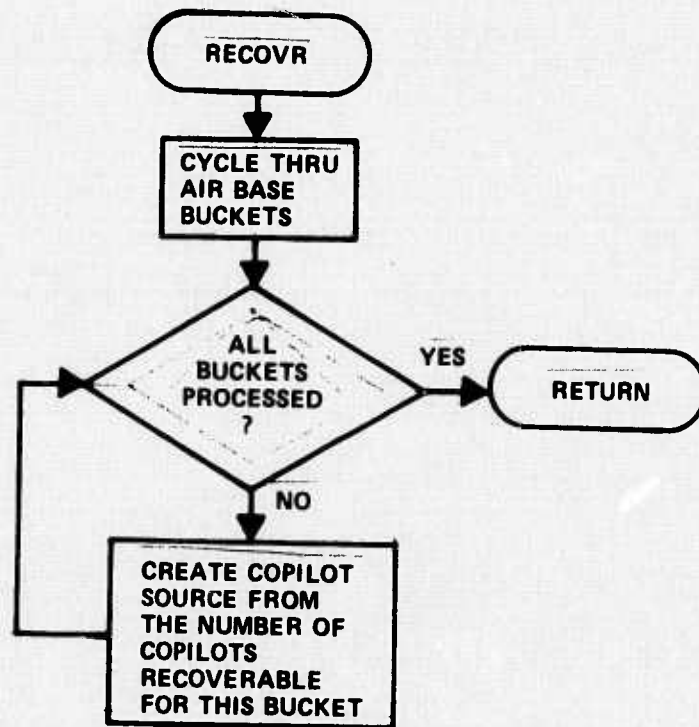 RECOVR
CYCLE THRU
AIR BASE
BUCKETS
ALL
BUCKETS
PROCESSED
?
YES
RETURN
NO
CREATE COPILOT
SOURCE FROM
THE NUMBER OF
COPILOTS
RECOVERABLE
FOR THIS BUCKET